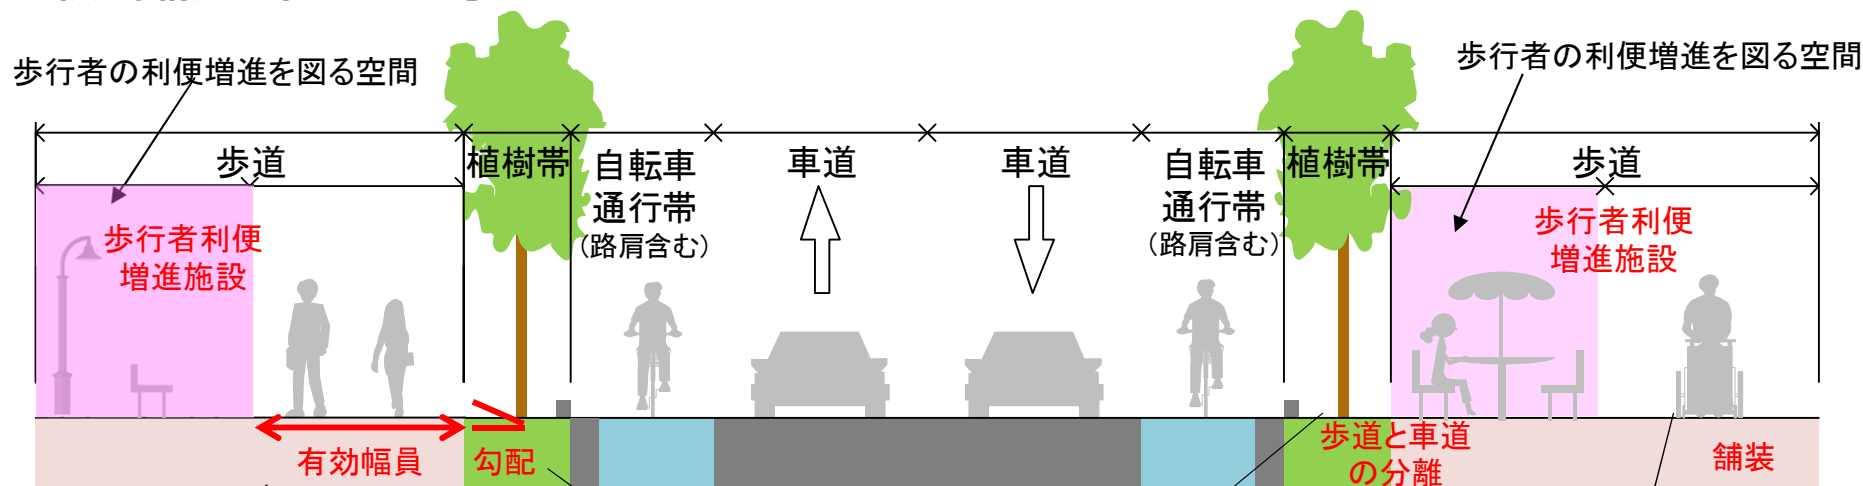 歩行者の利便増進を図る空間
歩行者の利便増進を図る空間
歩道
植樹帯
自転車
通行帯
(路肩含む)
車道
車道
自転車
通行帯
(路肩含む)
植樹帯
歩道
歩行者利便
増進施設
歩行者利便
増進施設
有効幅員
勾配
歩道と車道
の分離
舗装